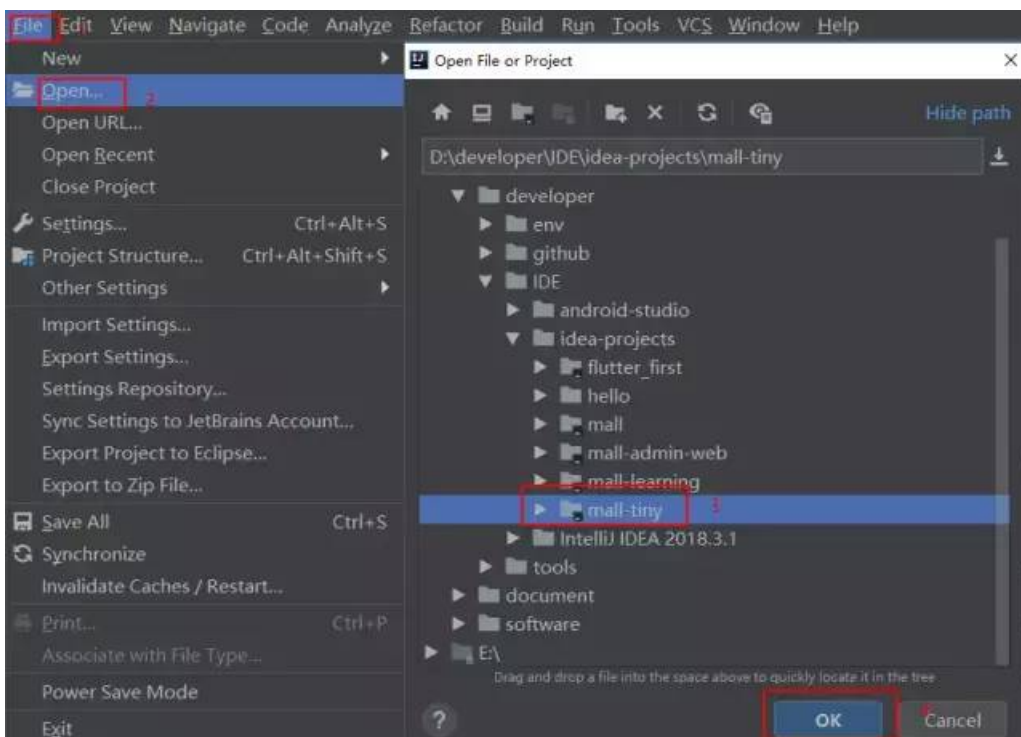 File Edit View Navigate Code Analyze Refactor Build Run Tools VCS Window Help
New
Open...
2
Open URL...
Open Recent
Close Project
Settings... Ctrl+Alt+S
Project Structure... Ctrl+Alt+Shift+S
Other Settings
Import Settings...
Export Settings...
Settings Repository...
Sync Settings to JetBrains Account...
Export Project to Eclipse...
Export to Zip File...
Save All Ctrl+S
Synchronize
Invalidate Caches / Restart...
Print... Ctrl+P
Associate with File Type...
Power Save Mode
Exit
Open File or Project
Hide path
D:\developer\IDE\idea-projects\mall-tiny
developer
env
github
IDE
android-studio
idea-projects
flutter_first
hello
mall
mall-admin-web
mall-learning
mall-tiny 3
IntelliJ IDEA 2018.3.1
tools
document
software
E:\
Drag and drop a file into the space above to quickly locate it in the tree
?
OK
Cancel